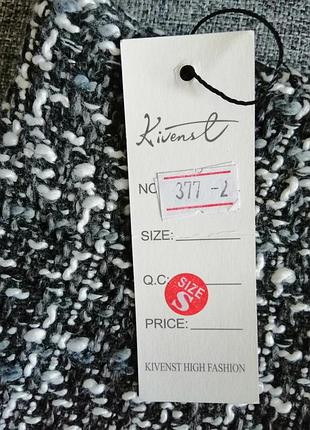 Kivenst
NO
377-2
SIZE:
Q.C:
SIZE
S
PRICE:
KIVENST HIGH FASHION